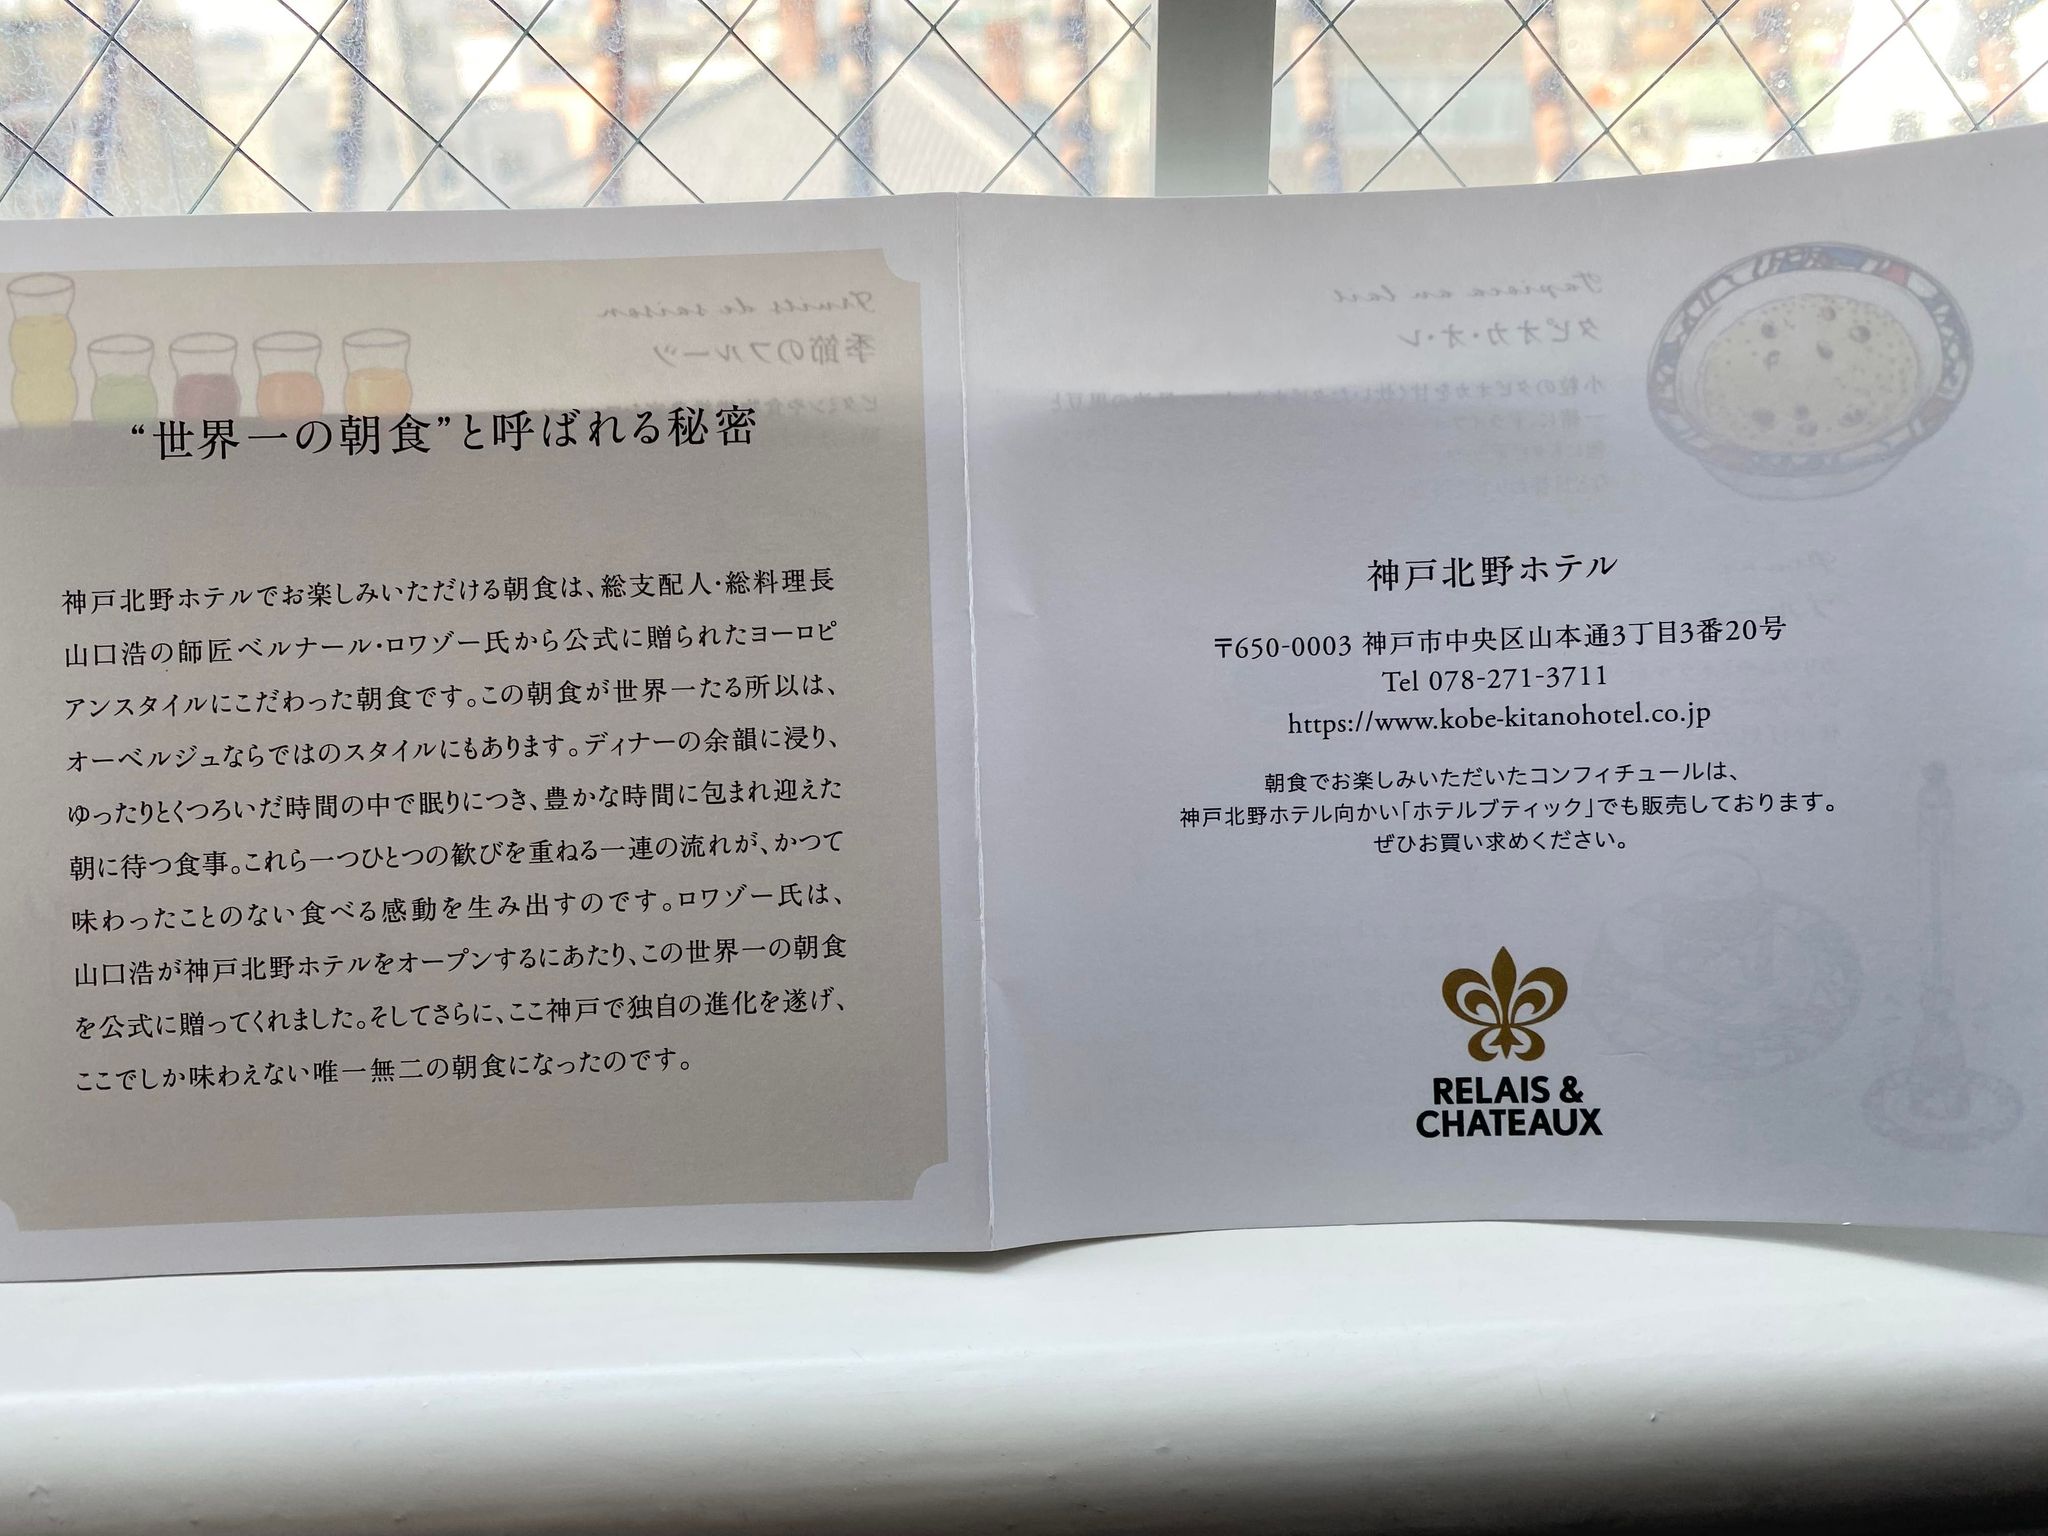 “世界一の朝食”と呼ばれる秘密
神戸北野ホテルでお楽しみいただける朝食は、総支配人・総料理長
山口浩の師匠ベルナール・ロワゾー氏から公式に贈られたヨーロピ
アンスタイルにこだわった朝食です。この朝食が世界一たる所以は、
オーベルジュならではのスタイルにもあります。ディナーの余韻に浸り、
ゆったりとくつろいだ時間の中で眠りにつき、豊かな時間に包まれ迎えた
朝に待つ食事。これら一つひとつの歓びを重ねる一連の流れが、かつて
味わったことのない食べる感動を生み出すのです。ロワゾー氏は、
山口浩が神戸北野ホテルをオープンするにあたり、この世界一の朝食
を公式に贈ってくれました。そしてさらに、ここ神戸で独自の進化を遂げ、
ここでしか味わえない唯一無二の朝食になったのです。
Fruits de saison
季節のフルーツ
Tapioca au lait
タピオカ・オ・レ
神戸北野ホテル
〒650-0003 神戸市中央区山本通3丁目3番20号
Tel 078-271-3711
https://www.kobe-kitanohotel.co.jp
朝食でお楽しみいただいたコンフィチュールは、
神戸北野ホテル向かい「ホテルブティック」でも販売しております。
ぜひお買い求めください。
RELAIS &
CHATEAUX